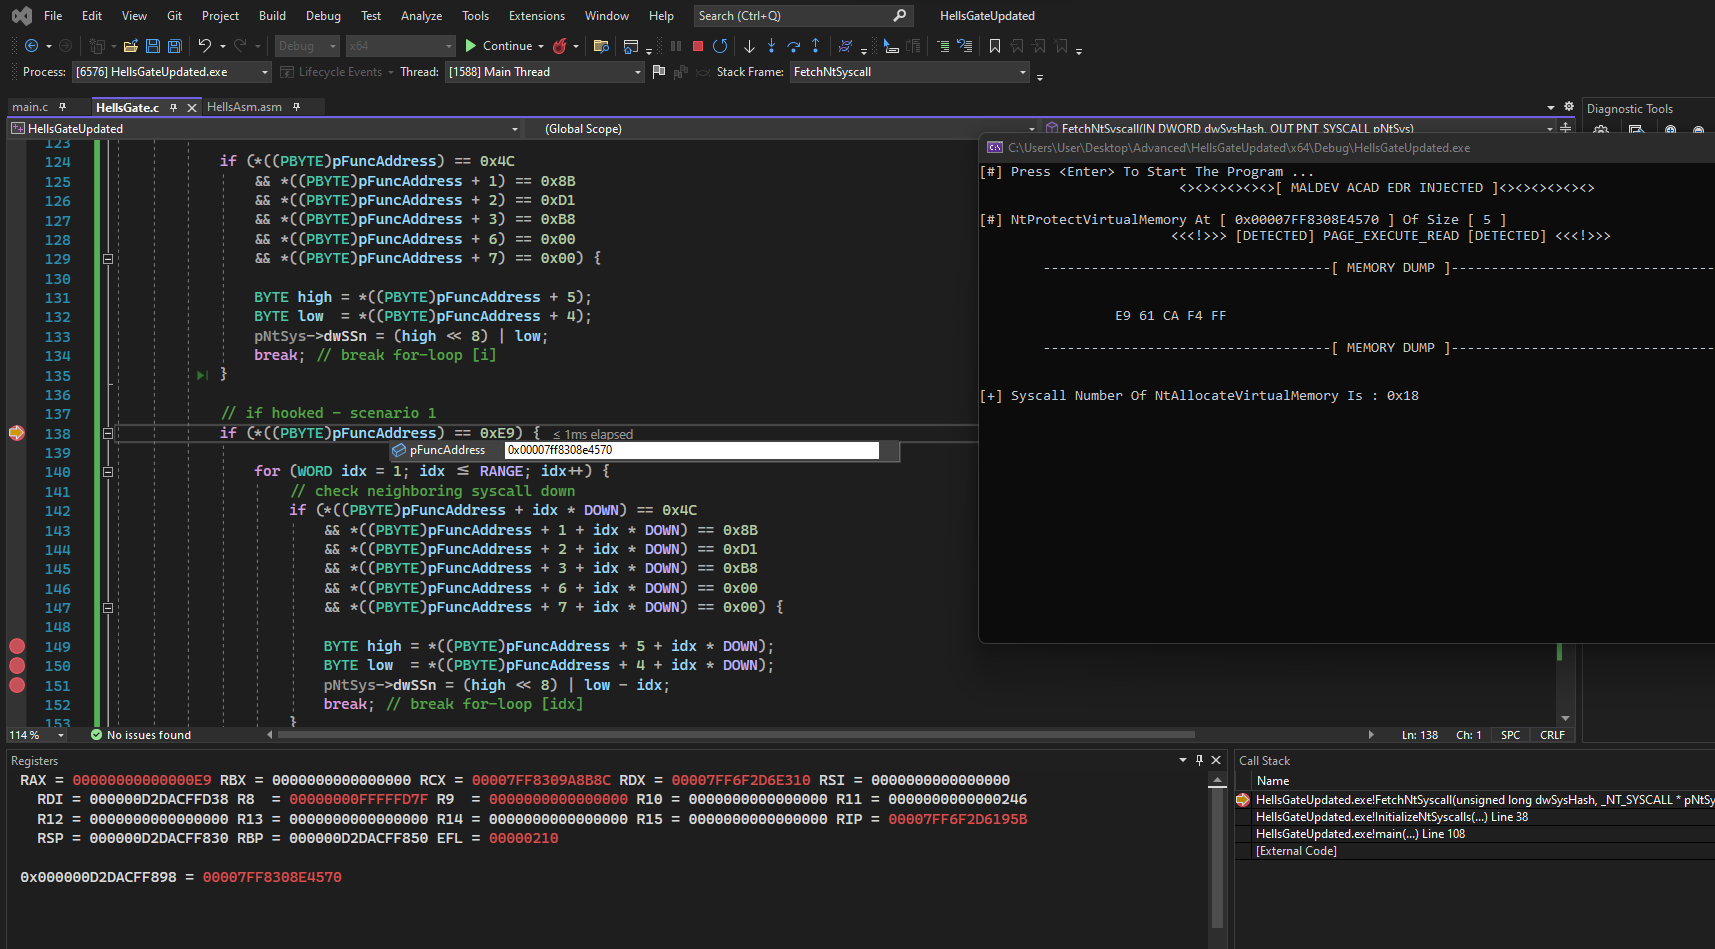 File Edit View Git Project Build Debug Test Analyze Tools Extensions Window Help Search (Ctrl+Q) HellsGateUpdated
Debug x64 Continue
Process: [6576] HellsGateUpdated.exe Lifecycle Events Thread: [1588] Main Thread Stack Frame: FetchNtSyscall
main.c HellsGate.c HellsAsm.asm
HellsGateUpdated (Global Scope) FetchNtSyscall(IN DWORD dwSysHash, OUT PNT_SYSCALL pNtSys)
123
124 if (*((PBYTE)pFuncAddress) == 0x4C
125 && *((PBYTE)pFuncAddress + 1) == 0x8B
126 && *((PBYTE)pFuncAddress + 2) == 0xD1
127 && *((PBYTE)pFuncAddress + 3) == 0xB8
128 && *((PBYTE)pFuncAddress + 6) == 0x00
129 && *((PBYTE)pFuncAddress + 7) == 0x00) {
130
131 BYTE high = *((PBYTE)pFuncAddress + 5);
132 BYTE low = *((PBYTE)pFuncAddress + 4);
133 pNtSys->dwSSn = (high << 8) | low;
134 break; // break for-loop [i]
135 }
136
137 // if hooked - scenario 1
138 if (*((PBYTE)pFuncAddress) == 0xE9) { ≤ 1ms elapsed
pFuncAddress 0x00007ff8308e4570
139
140 for (WORD idx = 1; idx <= RANGE; idx++) {
141 // check neighboring syscall down
142 if (*((PBYTE)pFuncAddress + idx * DOWN) == 0x4C
143 && *((PBYTE)pFuncAddress + 1 + idx * DOWN) == 0x8B
144 && *((PBYTE)pFuncAddress + 2 + idx * DOWN) == 0xD1
145 && *((PBYTE)pFuncAddress + 3 + idx * DOWN) == 0xB8
146 && *((PBYTE)pFuncAddress + 6 + idx * DOWN) == 0x00
147 && *((PBYTE)pFuncAddress + 7 + idx * DOWN) == 0x00) {
148
149 BYTE high = *((PBYTE)pFuncAddress + 5 + idx * DOWN);
150 BYTE low = *((PBYTE)pFuncAddress + 4 + idx * DOWN);
151 pNtSys->dwSSn = (high << 8) | low - idx;
152 break; // break for-loop [idx]
153 }
114 % No issues found Ln: 138 Ch: 1 SPC CRLF
Diagnostic Tools
C:\Users\User\Desktop\Advanced\HellsGateUpdated\x64\Debug\HellsGateUpdated.exe
[#] Press <Enter> To Start The Program ...
<><><><><><>[ MALDEV ACAD EDR INJECTED ]<><><><><><>
[#] NtProtectVirtualMemory At [ 0x00007FF8308E4570 ] Of Size [ 5 ]
<<<!>>> [DETECTED] PAGE_EXECUTE_READ [DETECTED] <<<!>>>
------------------------------------[ MEMORY DUMP ]---------------------------------
E9 61 CA F4 FF
------------------------------------[ MEMORY DUMP ]---------------------------------
[+] Syscall Number Of NtAllocateVirtualMemory Is : 0x18
Registers
RAX = 00000000000000E9 RBX = 0000000000000000 RCX = 00007FF8309A8B8C RDX = 00007FF6F2D6E310 RSI = 0000000000000000
RDI = 000000D2DACFFD38 R8 = 00000000FFFFFD7F R9 = 0000000000000000 R10 = 0000000000000000 R11 = 0000000000000246
R12 = 0000000000000000 R13 = 0000000000000000 R14 = 0000000000000000 R15 = 0000000000000000 RIP = 00007FF6F2D6195B
RSP = 000000D2DACFF830 RBP = 000000D2DACFF850 EFL = 00000210
0x000000D2DACFF898 = 00007FF8308E4570
Call Stack
Name
HellsGateUpdated.exe!FetchNtSyscall(unsigned long dwSysHash, _NT_SYSCALL * pNtSy
HellsGateUpdated.exe!InitializeNtSyscalls(...) Line 38
HellsGateUpdated.exe!main(...) Line 108
[External Code]